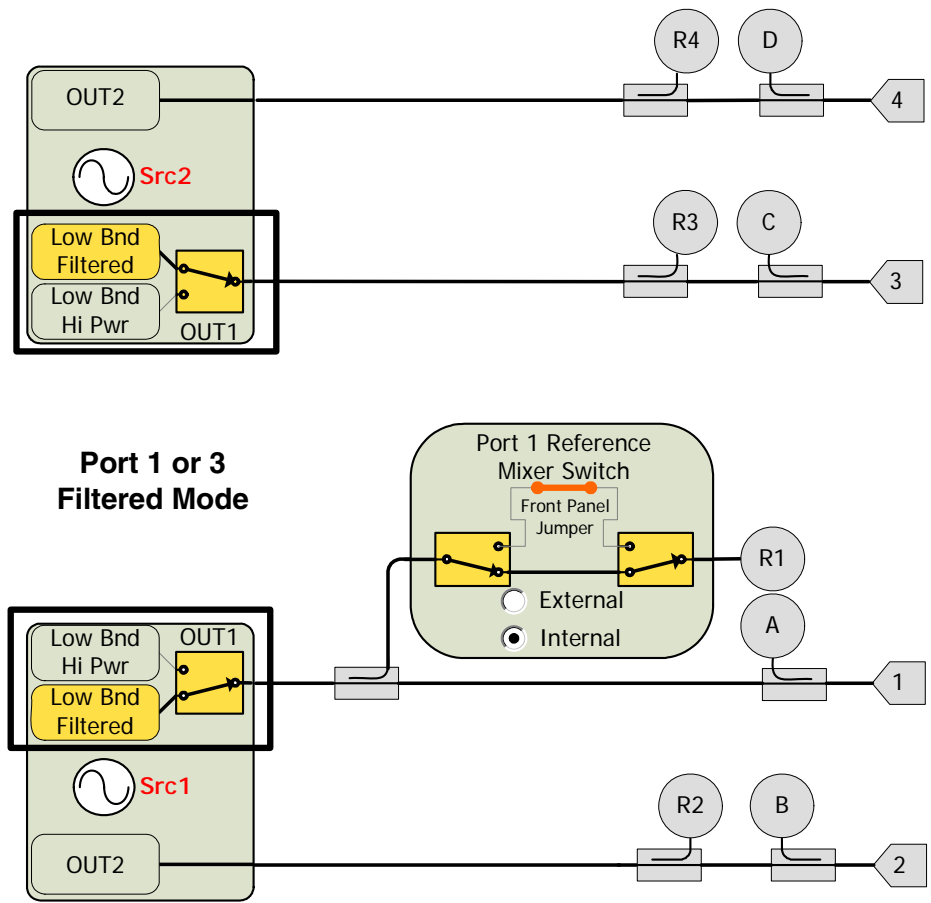 R4
D
OUT2
4
Src2
R3
C
Low Bnd
Filtered
3
Low Bnd
Hi Pwr
OUT1
Port 1 or 3
Filtered Mode
Port 1 Reference
Mixer Switch
Front Panel
Jumper
R1
External
Internal
A
Low Bnd
Hi Pwr
OUT1
1
Low Bnd
Filtered
Src1
R2
B
OUT2
2